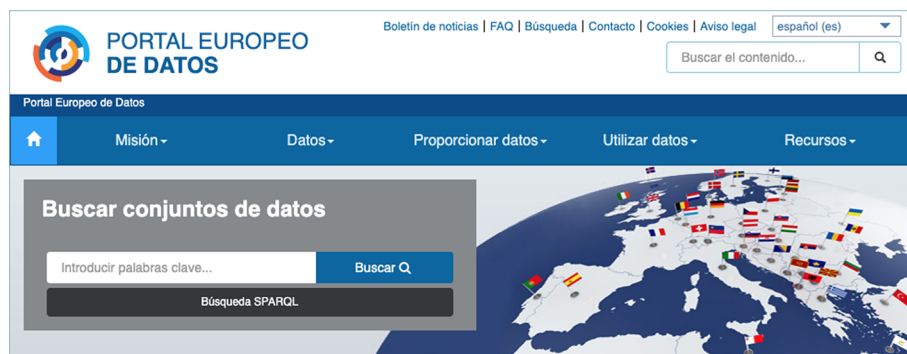 Boletín de noticias | FAQ | Búsqueda | Contacto | Cookies | Aviso legal español (es)
PORTAL EUROPEO
DE DATOS
Buscar el contenido...
Portal Europeo de Datos
Misión Datos Proporcionar datos Utilizar datos Recursos
Buscar conjuntos de datos
Introducir palabras clave... Buscar
Búsqueda SPARQL